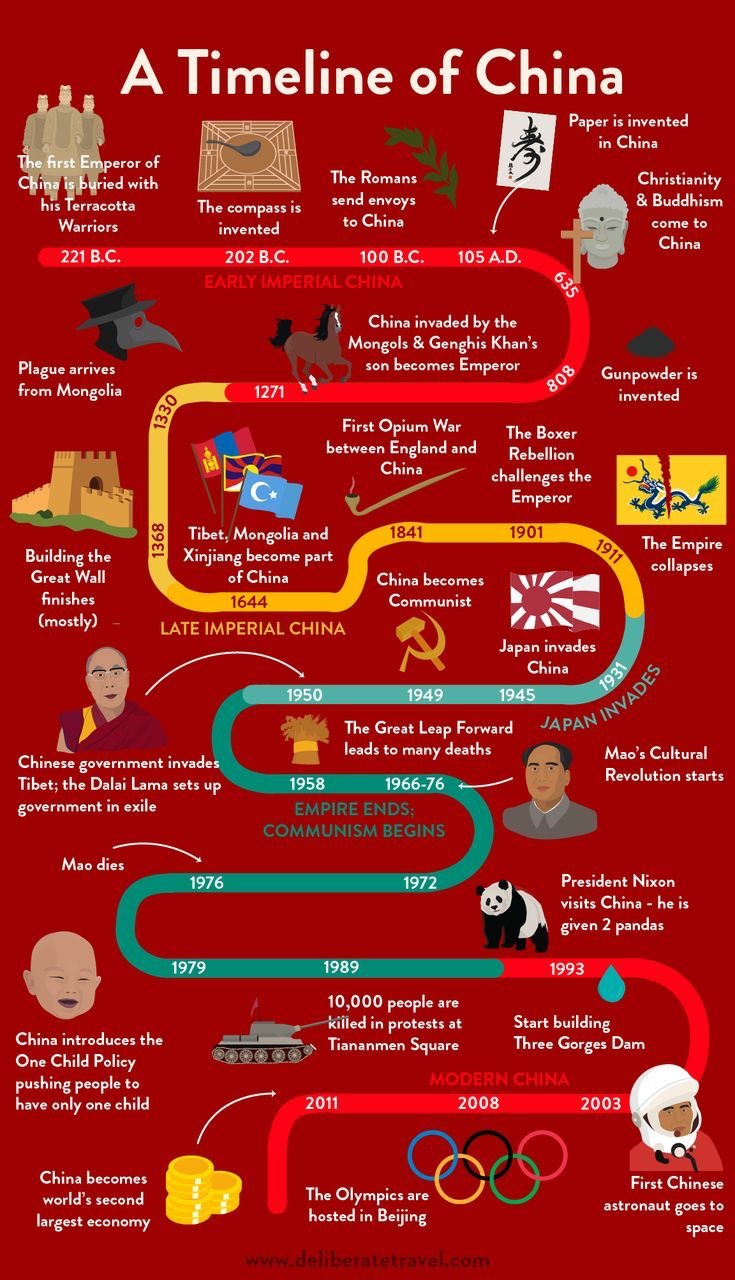 A Timeline of China
The first Emperor of
China is buried with
his Terracotta
Warriors
The compass is
invented
The Romans
send envoys
to China
寿
Paper is invented
in China
Christianity
& Buddhism
come to
China
221 B.C.
202 B.C.
100 B.C.
105 A.D.
635
EARLY IMPERIAL CHINA
Plague arrives
from Mongolia
China invaded by the
Mongols & Genghis Khan's
son becomes Emperor
Gunpowder is
invented
1330
1271
808
First Opium War
between England and
China
The Boxer
Rebellion
challenges the
Emperor
Building the
Great Wall
finishes
(mostly)
1368
Tibet, Mongolia and
Xinjiang become part
of China
1841
1901
1911
The Empire
collapses
1644
LATE IMPERIAL CHINA
China becomes
Communist
Japan invades
China
1950
1949
1945
1931
JAPAN INVADES
Chinese government invades
Tibet; the Dalai Lama sets up
government in exile
The Great Leap Forward
leads to many deaths
Mao's Cultural
Revolution starts
1958
1966-76
EMPIRE ENDS;
COMMUNISM BEGINS
Mao dies
1976
1972
President Nixon
visits China - he is
given 2 pandas
1979
1989
1993
China introduces the
One Child Policy
pushing people to
have only one child
10,000 people are
killed in protests at
Tiananmen Square
Start building
Three Gorges Dam
MODERN CHINA
2011
2008
2003
China becomes
world's second
largest economy
The Olympics are
hosted in Beijing
First Chinese
astronaut goes to
space
www.deliberatetravel.com